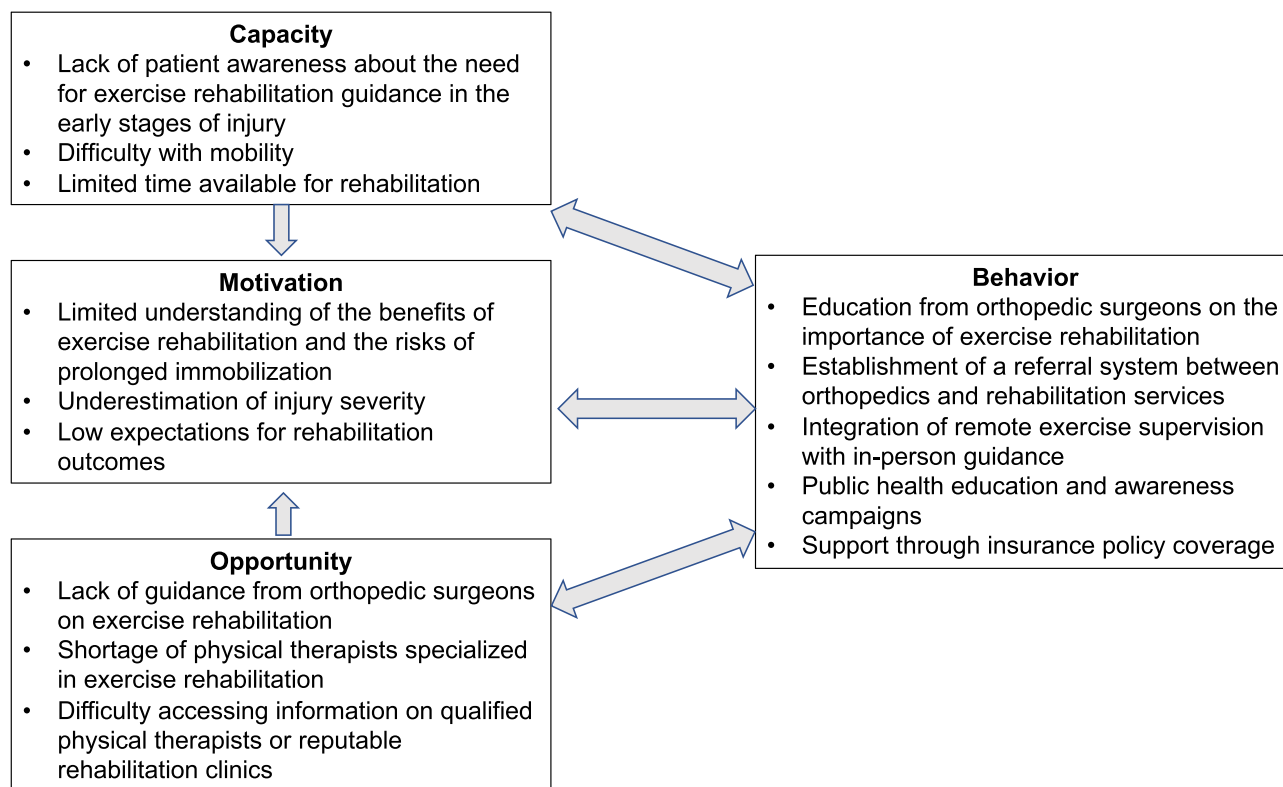 Capacity
• Lack of patient awareness about the need
for exercise rehabilitation guidance in the
early stages of injury
• Difficulty with mobility
• Limited time available for rehabilitation
Motivation
• Limited understanding of the benefits of
exercise rehabilitation and the risks of
prolonged immobilization
• Underestimation of injury severity
• Low expectations for rehabilitation
outcomes
Opportunity
• Lack of guidance from orthopedic surgeons
on exercise rehabilitation
• Shortage of physical therapists specialized
in exercise rehabilitation
• Difficulty accessing information on qualified
physical therapists or reputable
rehabilitation clinics
Behavior
• Education from orthopedic surgeons on the
importance of exercise rehabilitation
• Establishment of a referral system between
orthopedics and rehabilitation services
• Integration of remote exercise supervision
with in-person guidance
• Public health education and awareness
campaigns
• Support through insurance policy coverage